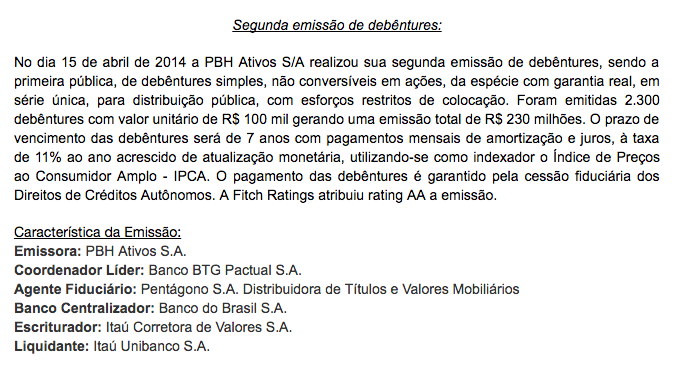 Segunda emissão de debêntures:
No dia 15 de abril de 2014 a PBH Ativos S/A realizou sua segunda emissão de debêntures, sendo a
primeira pública, de debêntures simples, não conversíveis em ações, da espécie com garantia real, em
série única, para distribuição pública, com esforços restritos de colocação. Foram emitidas 2.300
debêntures com valor unitário de R$ 100 mil gerando uma emissão total de R$ 230 milhões. O prazo de
vencimento das debêntures será de 7 anos com pagamentos mensais de amortização e juros, à taxa
de 11% ao ano acrescido de atualização monetária, utilizando-se como indexador o Índice de Preços
ao Consumidor Amplo - IPCA. O pagamento das debêntures é garantido pela cessão fiduciária dos
Direitos de Créditos Autônomos. A Fitch Ratings atribuiu rating AA a emissão.
Característica da Emissão:
Emissora: PBH Ativos S.A.
Coordenador Líder: Banco BTG Pactual S.A.
Agente Fiduciário: Pentágono S.A. Distribuidora de Títulos e Valores Mobiliários
Banco Centralizador: Banco do Brasil S.A.
Escriturador: Itaú Corretora de Valores S.A.
Liquidante: Itaú Unibanco S.A.